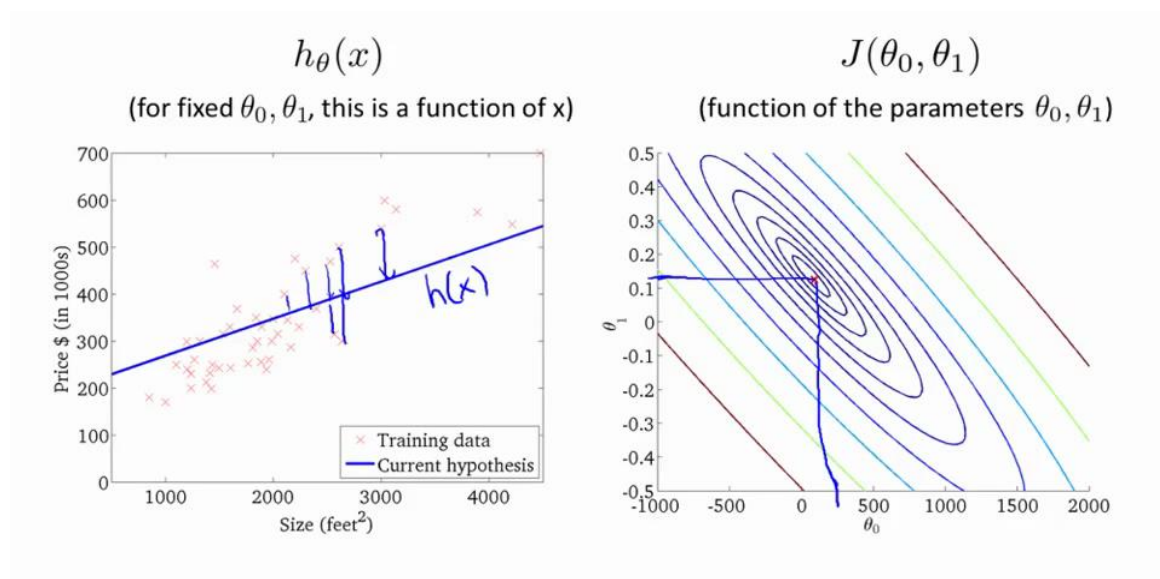 hθ(x)
(for fixed θ0, θ1, this is a function of x)
700
600
500
400
300
200
100
0
Price $ (in 1000s)
h(x)
× Training data
Current hypothesis
1000 2000 3000 4000
Size (feet²)
J(θ0, θ1)
(function of the parameters θ0, θ1)
0.5
0.4
0.3
0.2
0.1
0
-0.1
-0.2
-0.3
-0.4
-0.5
θ1
-1000 -500 0 500 1000 1500 2000
θ0